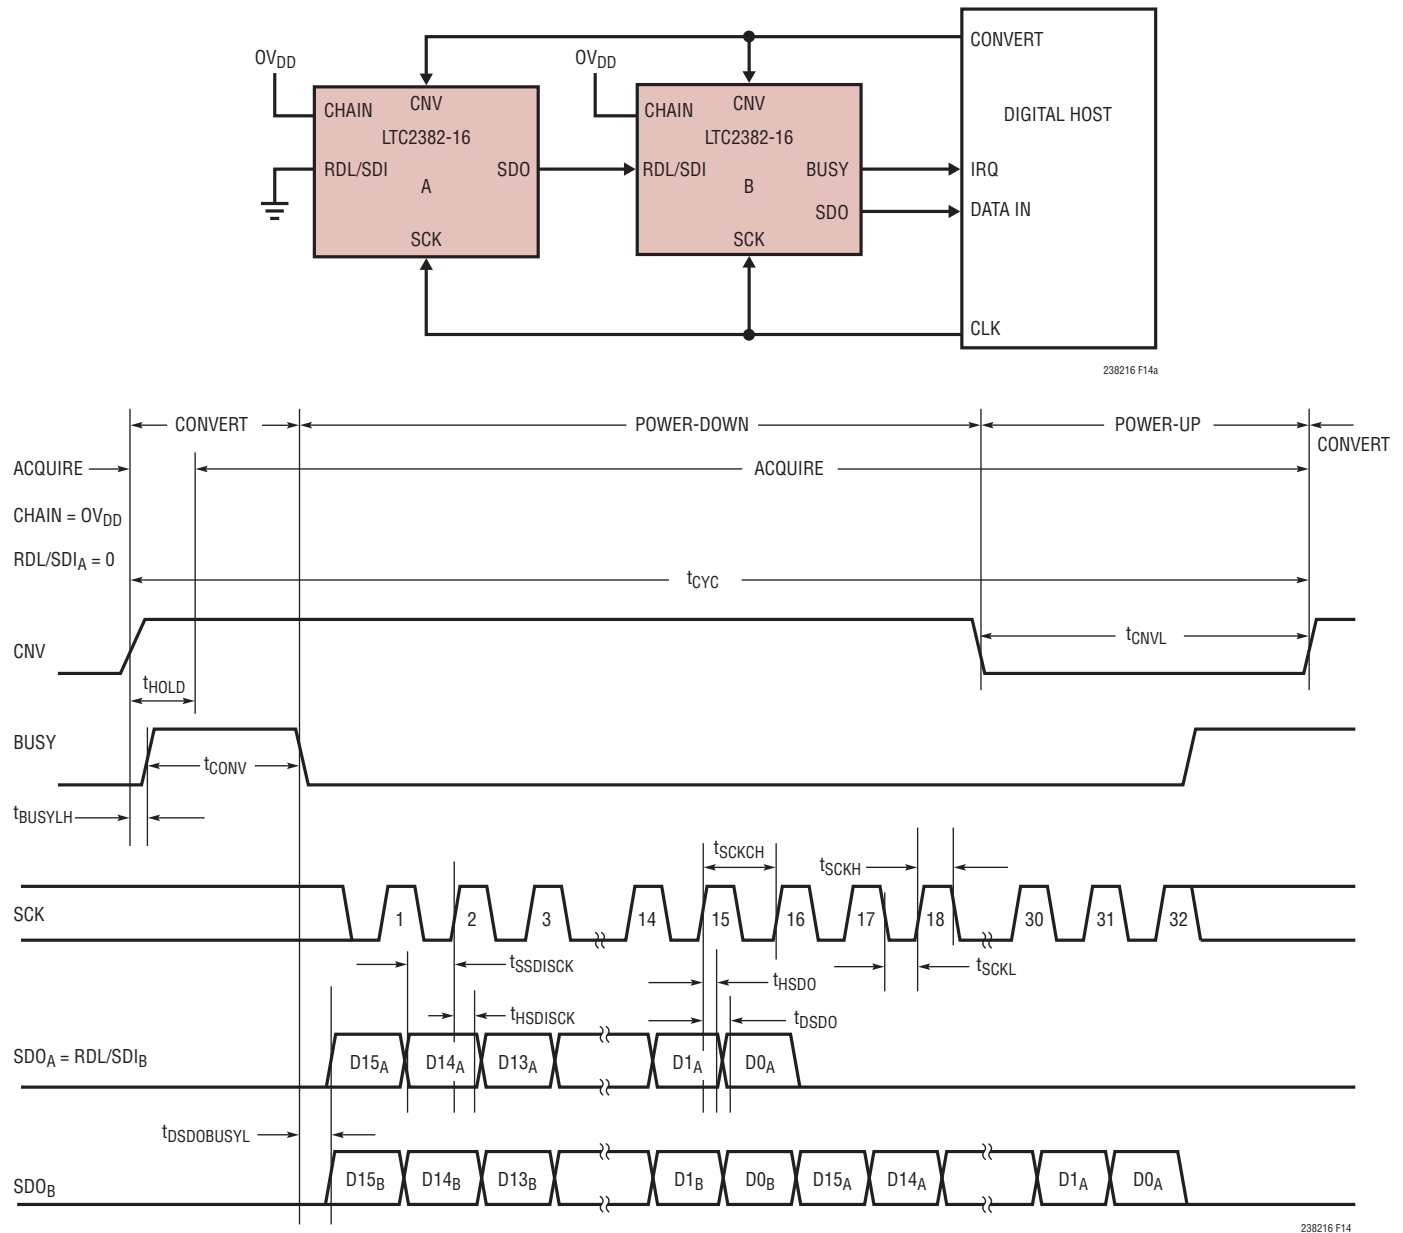 CONVERT
OVDD
OVDD
CHAIN
CNV
CHAIN
CNV
DIGITAL HOST
LTC2382-16
LTC2382-16
RDL/SDI
SDO
RDL/SDI
BUSY
IRQ
A
B
SDO
DATA IN
SCK
SCK
CLK
238216 F14a
CONVERT
POWER-DOWN
POWER-UP
CONVERT
ACQUIRE
ACQUIRE
CHAIN = OVDD
RDL/SDIA = 0
tCYC
CNV
tCNVL
tHOLD
BUSY
tCONV
tBUSYLH
tSCKCH
tSCKH
SCK
1
2
3
14
15
16
17
18
30
31
32
tSSDISCK
tSCKL
tHSDO
tHSDISCK
tDSDO
SDOA = RDL/SDIB
D15A
D14A
D13A
D1A
D0A
tDSDOBUSYL
SDOB
D15B
D14B
D13B
D1B
D0B
D15A
D14A
D1A
D0A
238216 F14